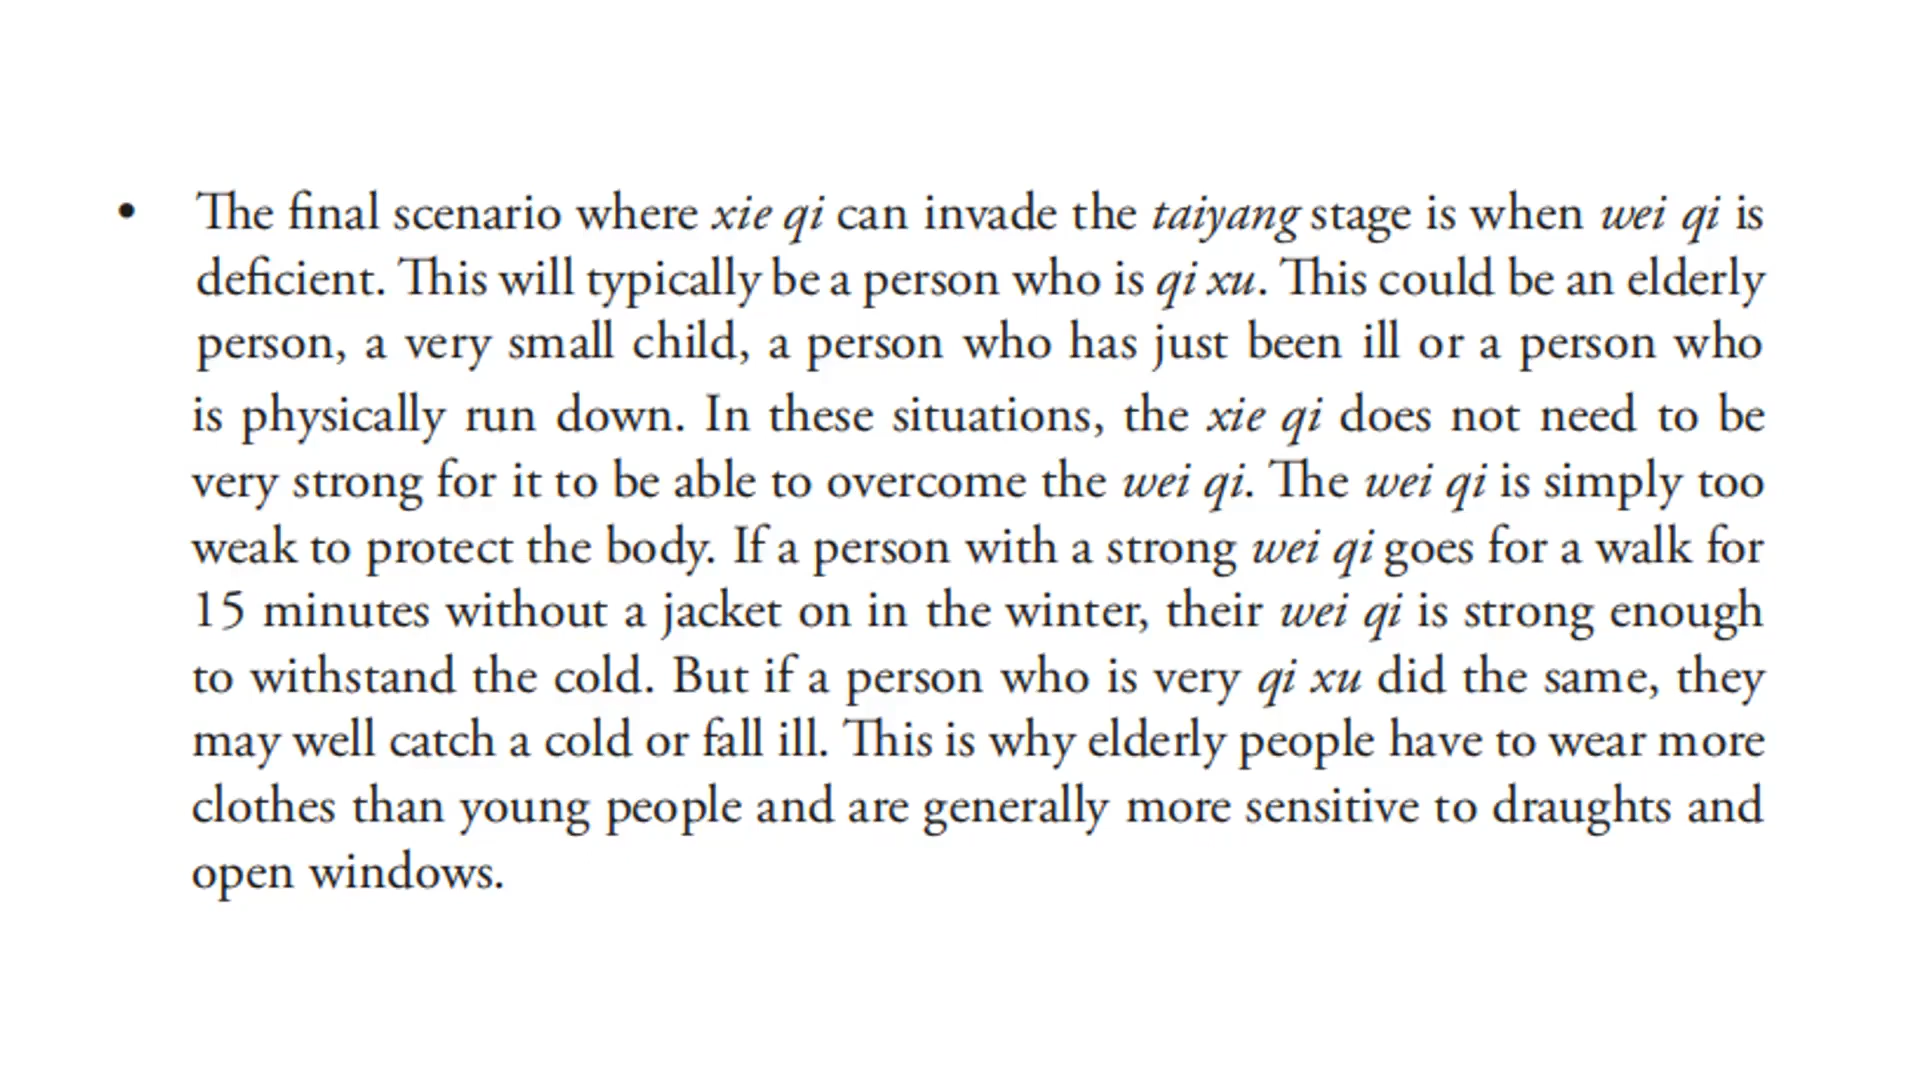 • The final scenario where xie qi can invade the taiyang stage is when wei qi is
deficient. This will typically be a person who is qi xu. This could be an elderly
person, a very small child, a person who has just been ill or a person who
is physically run down. In these situations, the xie qi does not need to be
very strong for it to be able to overcome the wei qi. The wei qi is simply too
weak to protect the body. If a person with a strong wei qi goes for a walk for
15 minutes without a jacket on in the winter, their wei qi is strong enough
to withstand the cold. But if a person who is very qi xu did the same, they
may well catch a cold or fall ill. This is why elderly people have to wear more
clothes than young people and are generally more sensitive to draughts and
open windows.